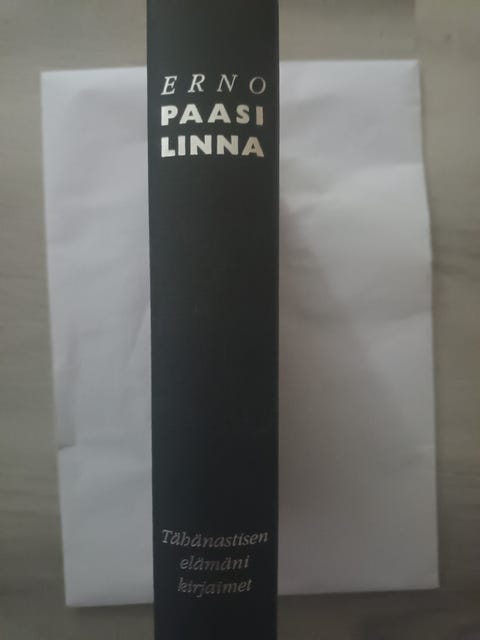 ERNO
PAASI
LINNA
Tähänastisen
elämäni
kirjaimet